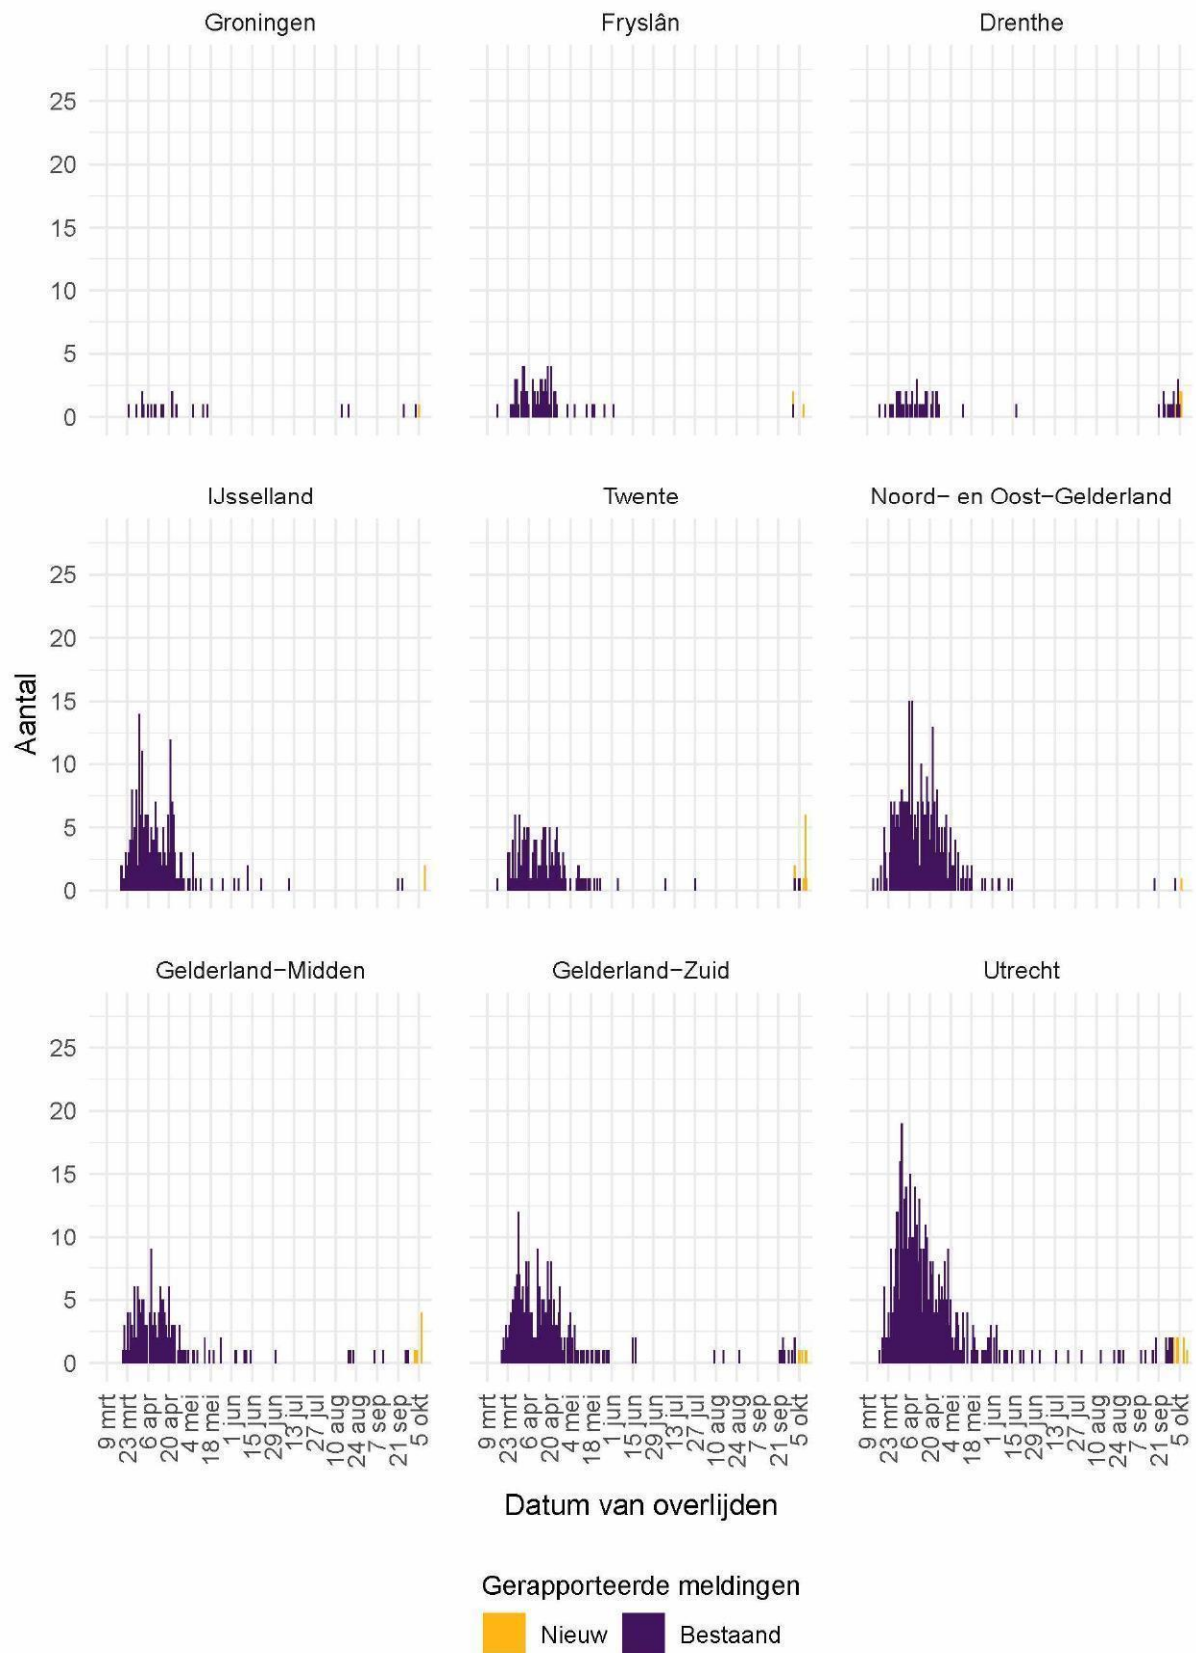 Groningen
Fryslân
Drenthe
25
20
15
10
5
0
IJsselland
Twente
Noord- en Oost-Gelderland
25
20
15
10
5
0
Aantal
Gelderland-Midden
Gelderland-Zuid
Utrecht
25
20
15
10
5
0
9 mrt
23 mrt
6 apr
20 apr
4 mei
18 mei
1 jun
15 jun
29 jun
13 jul
27 jul
10 aug
24 aug
7 sep
21 sep
5 okt
9 mrt
23 mrt
6 apr
20 apr
4 mei
18 mei
1 jun
15 jun
29 jun
13 jul
27 jul
10 aug
24 aug
7 sep
21 sep
5 okt
9 mrt
23 mrt
6 apr
20 apr
4 mei
18 mei
1 jun
15 jun
29 jun
13 jul
27 jul
10 aug
24 aug
7 sep
21 sep
5 okt
Datum van overlijden
Gerapporteerde meldingen
Nieuw
Bestaand